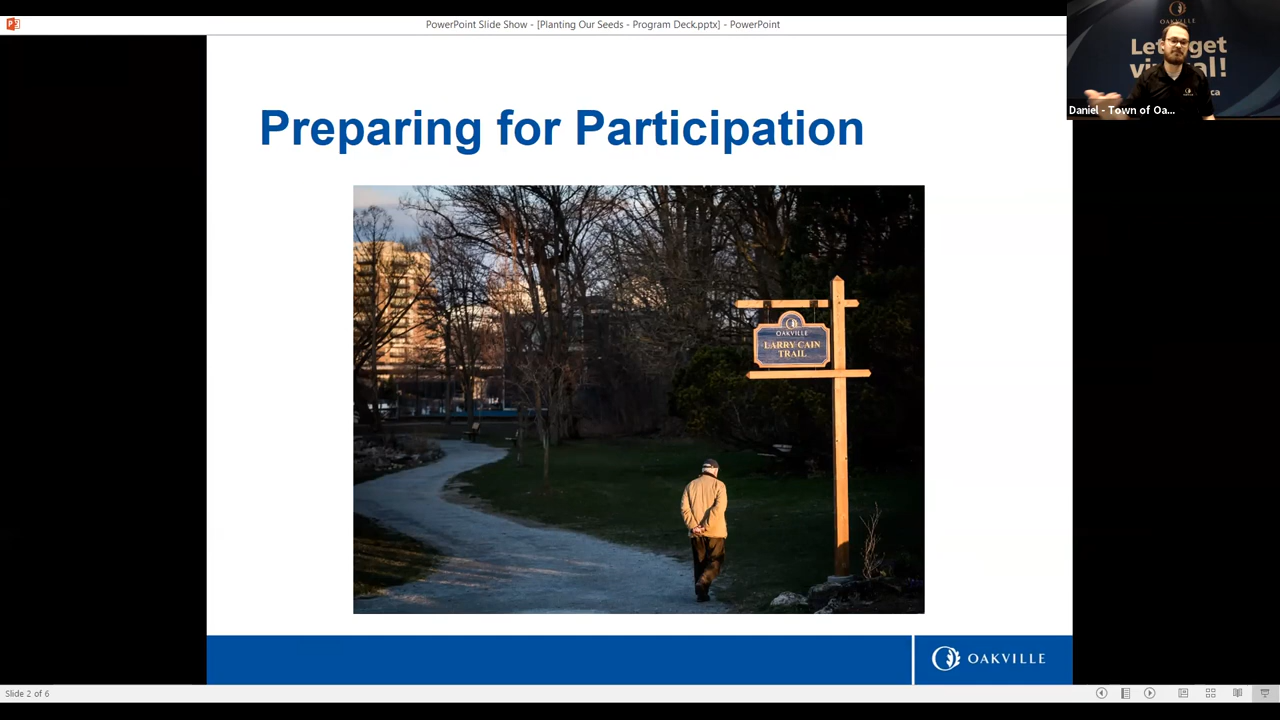 PowerPoint Slide Show - [Planting Our Seeds - Program Deck.pptx] - PowerPoint
OAKVILLE
Let's get
virtual!
Daniel - Town of Oa...
Preparing for Participation
OAKVILLE
LARRY CAIN
TRAIL
OAKVILLE
Slide 2 of 6